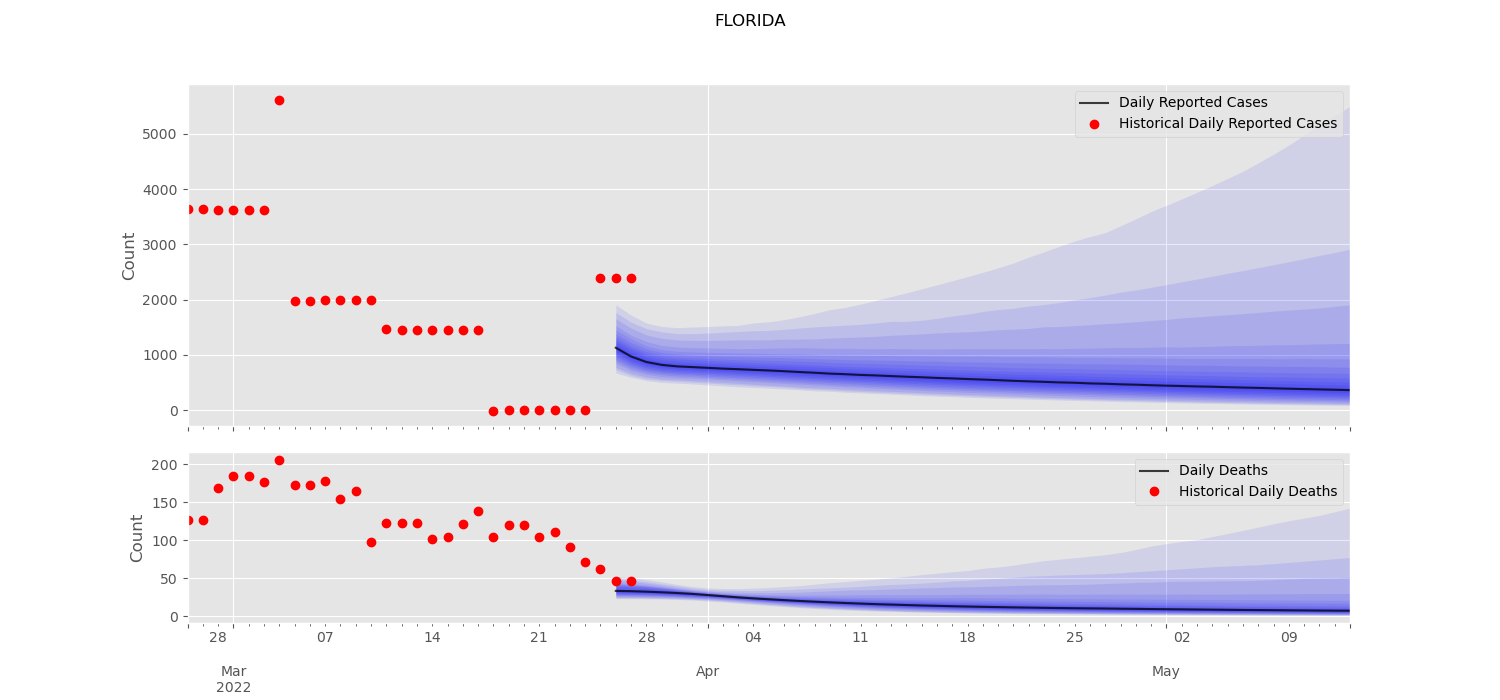 FLORIDA
Daily Reported Cases
Historical Daily Reported Cases
5000
4000
3000
2000
1000
0
Count
Daily Deaths
Historical Daily Deaths
200
150
100
50
0
Count
28 07 14 21 28 04 11 18 25 02 09
Mar Apr May
2022